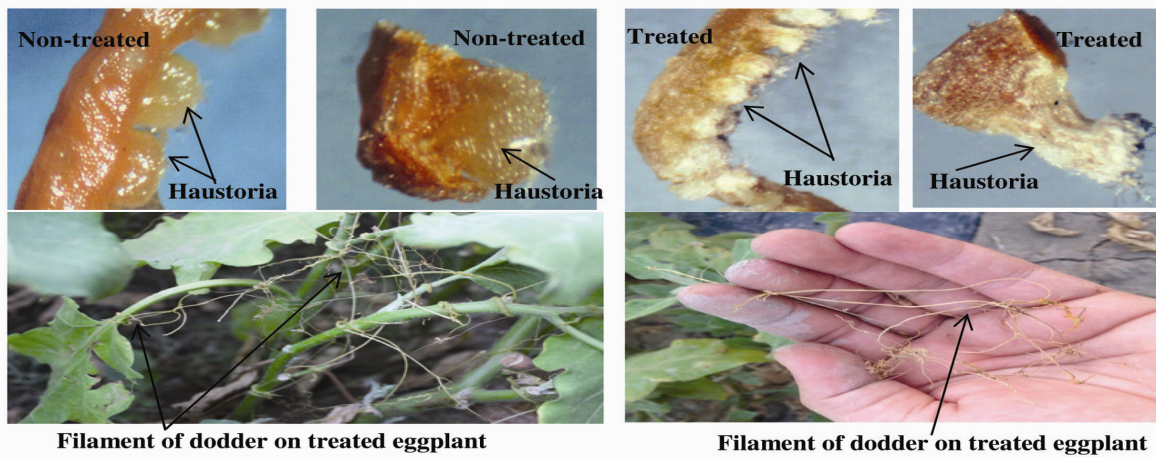 Non-treated
Haustoria
Non-treated
Haustoria
Treated
Haustoria
Treated
Haustoria
Filament of dodder on treated eggplant
Filament of dodder on treated eggplant